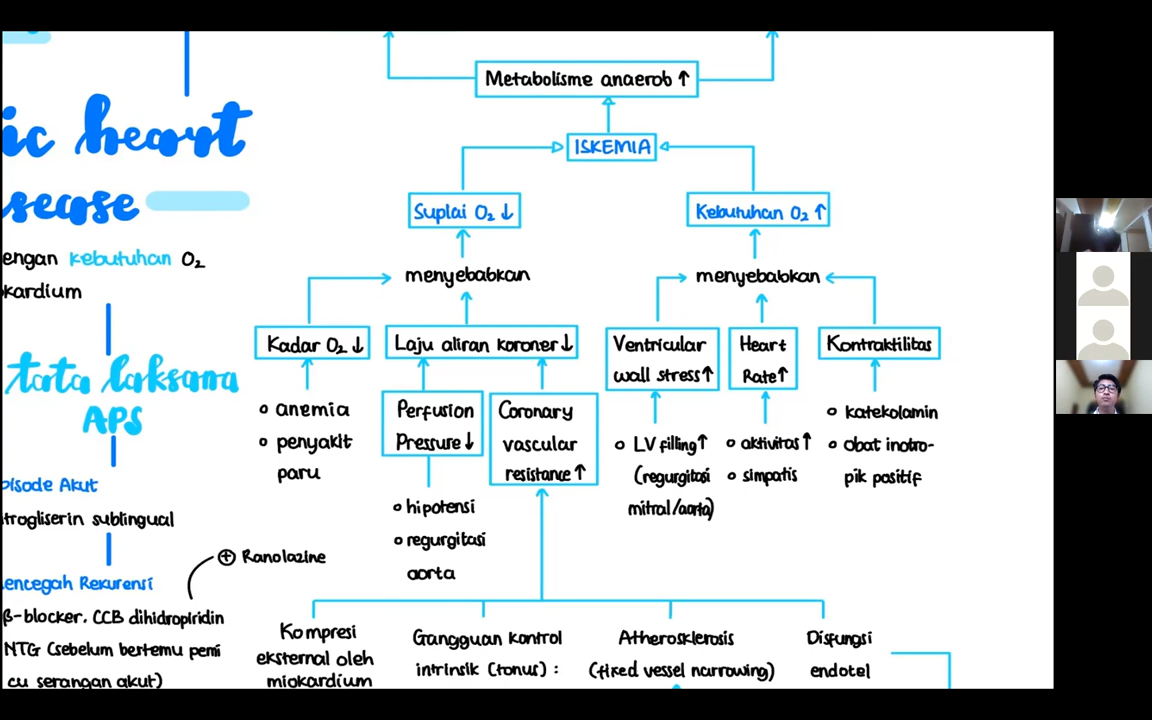 ic heart
sease
engan kebutuhan O₂
kardium
tata laksana
APS
pisode Akut
trogliserin sublingual
encegah Rekurensi
⊕ Ranolazine
β-blocker. CCB dihidropiridin
NTG (sebelum bertemu pemi
cu serangan akut)
Metabolisme anaerob ↑
ISKEMIA
Suplai O₂ ↓
Kebutuhan O₂ ↑
menyebabkan
menyebabkan
Kadar O₂ ↓
Laju aliran koroner ↓
Ventricular
wall stress ↑
Heart
Rate ↑
Kontraktilitas
anemia
penyakit
paru
Perfusion
Pressure ↓
Coronary
vascular
resistance ↑
LV filling ↑
(regurgitasi
mitral/aorta)
aktivitas ↑
simpatis
katekolamin
obat inotro-
pik positif
hipotensi
regurgitasi
aorta
Kompresi
eksternal oleh
miokardium
Gangguan kontrol
intrinsik (tonus) :
Atherosklerosis
(fixed vessel narrowing)
Disfungsi
endotel